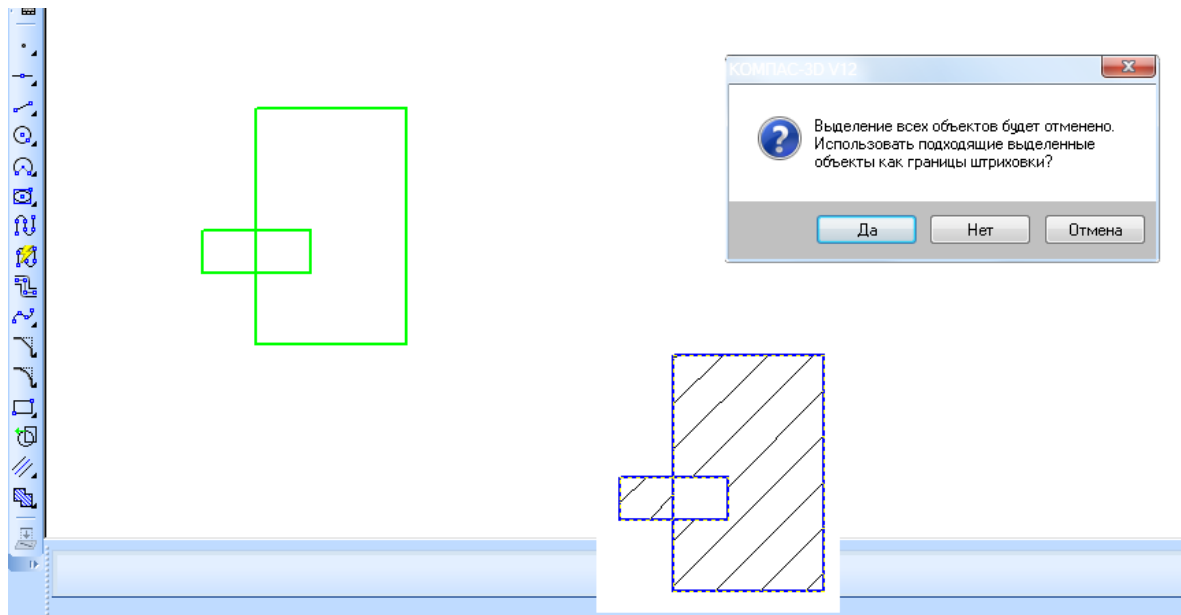 КОМПАС-3D V12
Выделение всех объектов будет отменено.
Использовать подходящие выделенные
объекты как границы штриховки?
Да
Нет
Отмена